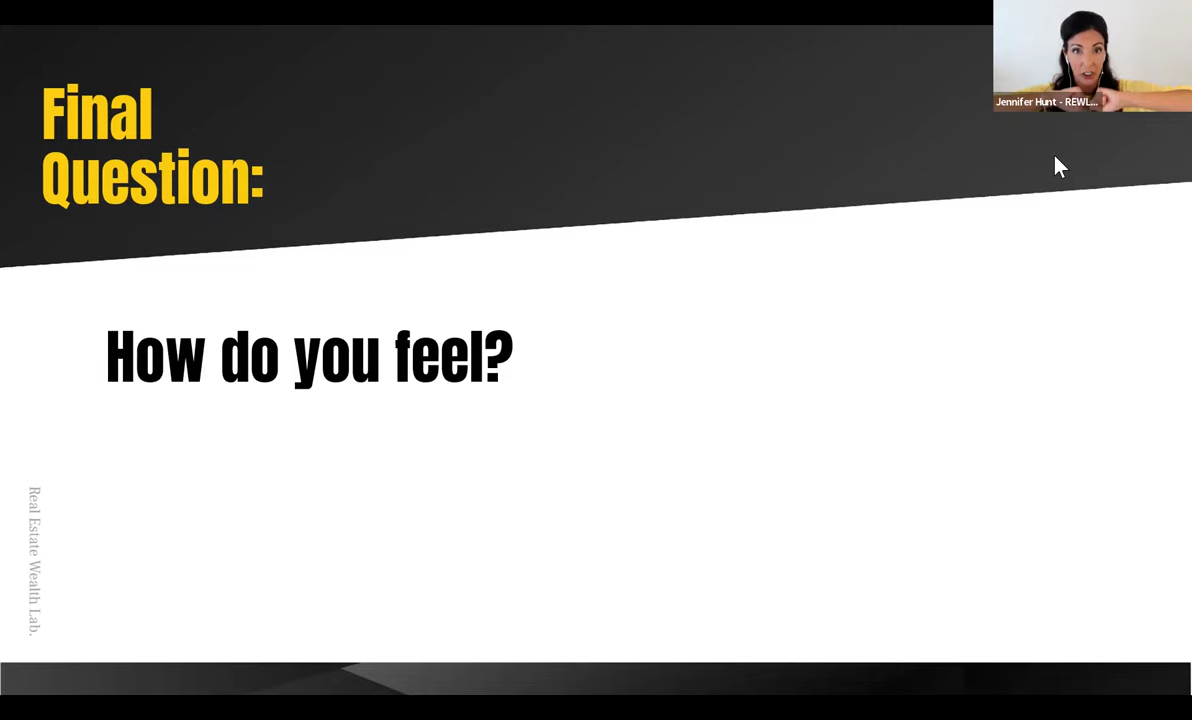 Final
Question:
Jennifer Hunt - REWL...
How do you feel?
Real Estate Wealth Lab.